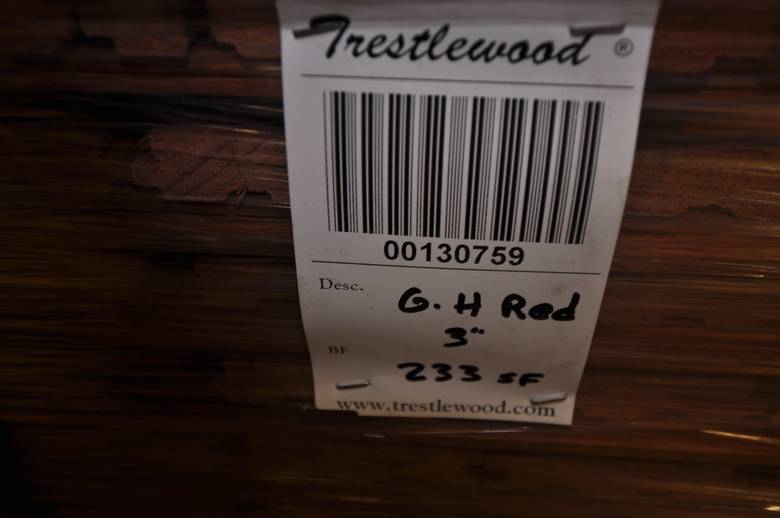 Trestlewood ®
00130759
Desc.
G.H Red
3"
BF
233 SF
www.trestlewood.com